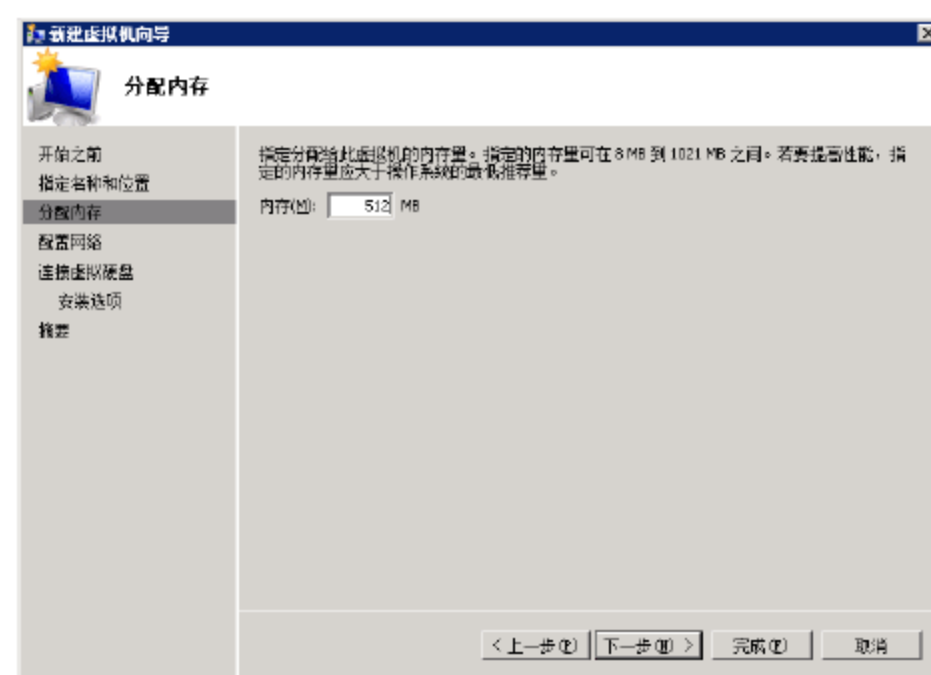 新建虚拟机向导
分配内存
开始之前
指定名称和位置
分配内存
配置网络
连接虚拟硬盘
安装选项
摘要
指定分配给此虚拟机的内存量。指定的内存量可在 8 MB 到 1021 MB 之间。若要提高性能，指
定的内存量应大于操作系统的最低推荐量。
内存(M): 512 MB
< 上一步(P) 下一步(N) > 完成(F) 取消